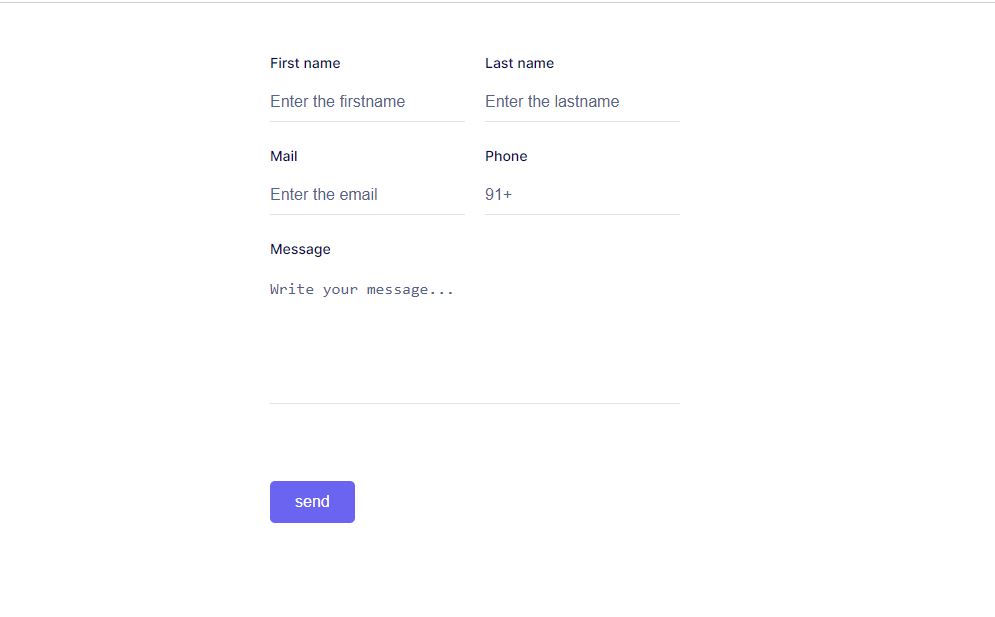 First name Last name
Enter the firstname Enter the lastname
Mail Phone
Enter the email 91+
Message
Write your message...
send